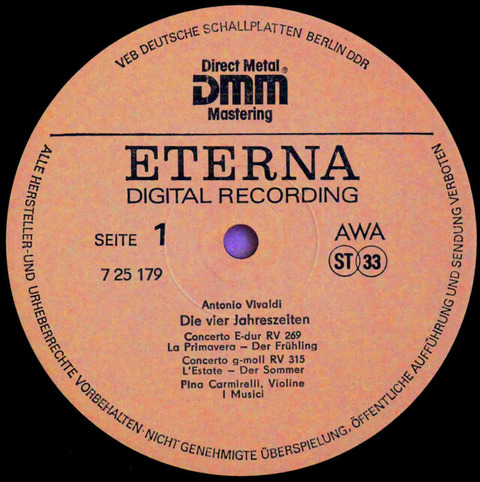 VEB DEUTSCHE SCHALLPLATTEN BERLIN DDR
Direct Metal
DMM®
Mastering
ETERNA
DIGITAL RECORDING
SEITE 1
AWA
7 25 179
ST 33
Antonio Vivaldi
Die vier Jahreszeiten
Concerto E-dur RV 269
La Primavera – Der Frühling
Concerto g-moll RV 315
L'Estate – Der Sommer
Pina Carmirelli, Violine
I Musici
ALLE HERSTELLER- UND URHEBERRECHTE VORBEHALTEN · NICHT GENEHMIGTE ÜBERSPIELUNG, ÖFFENTLICHE AUFFÜHRUNG UND SENDUNG VERBOTEN